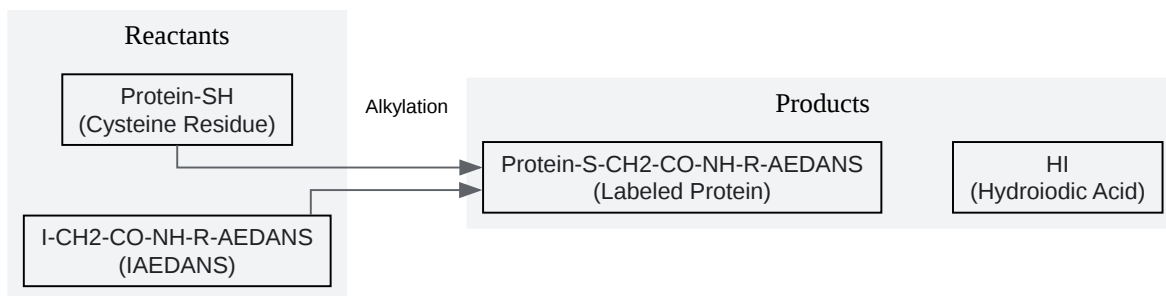 Reactants
Protein-SH
(Cysteine Residue)
I-CH2-CO-NH-R-AEDANS
(IAEDANS)
Alkylation
Products
Protein-S-CH2-CO-NH-R-AEDANS
(Labeled Protein)
HI
(Hydroiodic Acid)